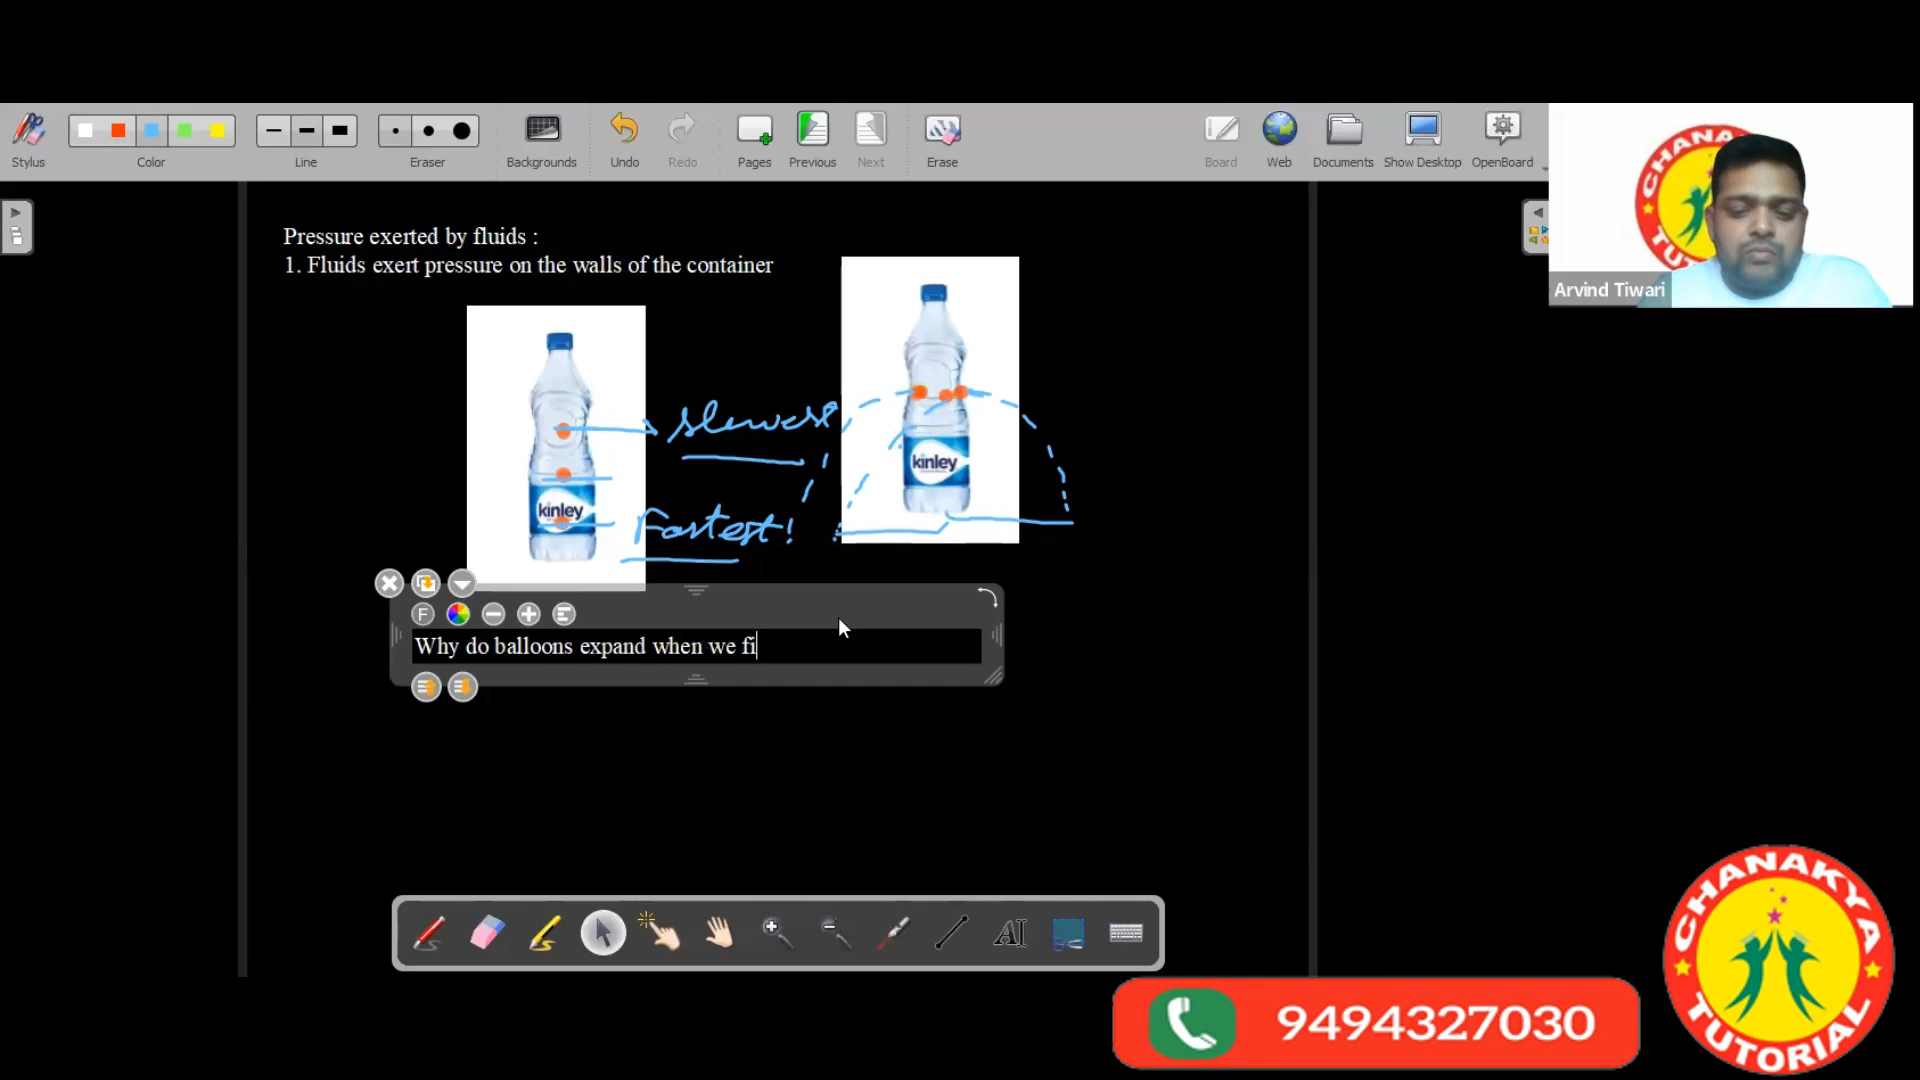 Stylus
Color
Line
Eraser
Backgrounds
Undo
Redo
Pages
Previous
Next
Erase
Board
Web
Documents
Show Desktop
OpenBoard
Arvind Tiwari
Pressure exerted by fluids :
1. Fluids exert pressure on the walls of the container
slowest
kinley
kinley
Fastest!
F
Why do balloons expand when we fi
AI
9494327030
CHANAKYA
TUTORIAL